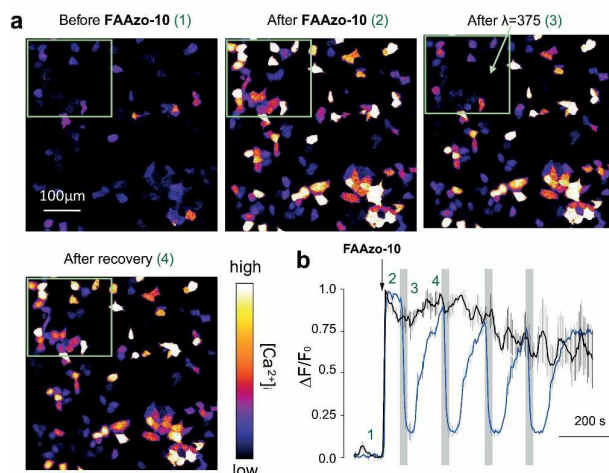 a
Before FAAzo-10 (1)
After FAAzo-10 (2)
After λ=375 (3)
100μm
After recovery (4)
high
[Ca²⁺]ᵢ
low
b
FAAzo-10
2 3 4
1
1.0
0.75
0.5
0.25
0.0
ΔF/F₀
200 s